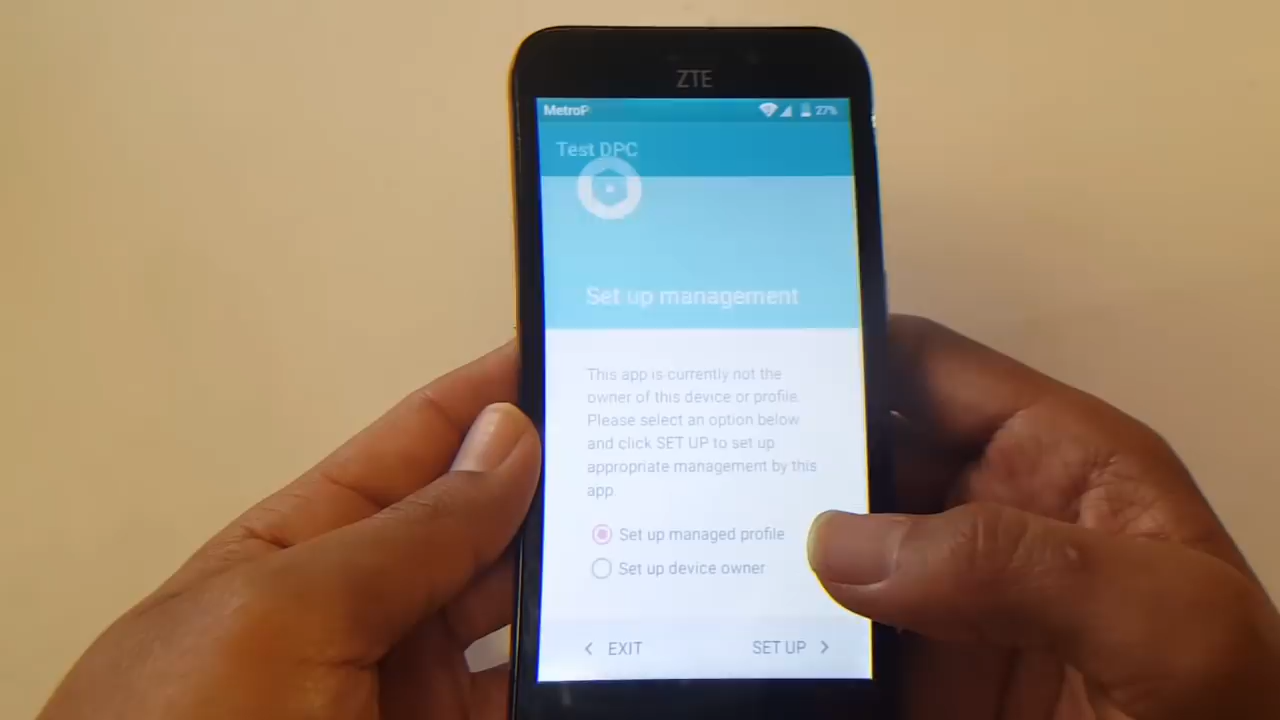 ZTE
MetroP
27%
Test DPC
Set up management
This app is currently not the
owner of this device or profile.
Please select an option below
and click SET UP to set up
appropriate management by this
app.
Set up managed profile
Set up device owner
EXIT
SET UP